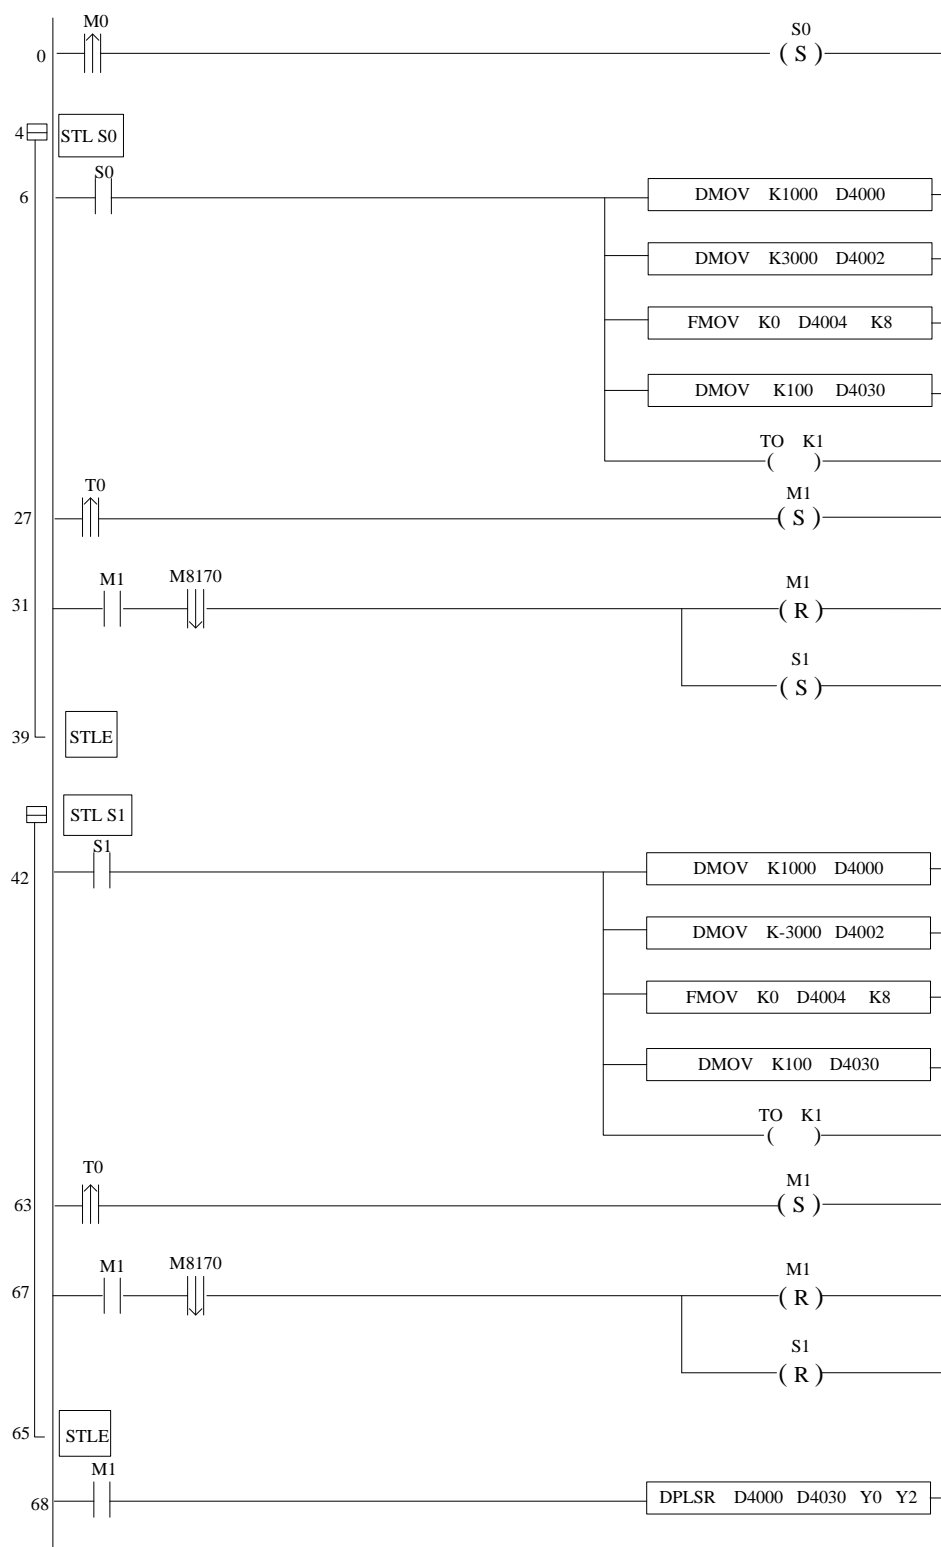 M0
S0
0
( S )
4
STL S0
S0
6
DMOV K1000 D4000
DMOV K3000 D4002
FMOV K0 D4004 K8
DMOV K100 D4030
TO K1
( )
T0
M1
27
( S )
M1 M8170
M1
31
( R )
S1
( S )
39
STLE
STL S1
S1
42
DMOV K1000 D4000
DMOV K-3000 D4002
FMOV K0 D4004 K8
DMOV K100 D4030
TO K1
( )
T0
M1
63
( S )
M1 M8170
M1
67
( R )
S1
( R )
65
STLE
M1
68
DPLSR D4000 D4030 Y0 Y2